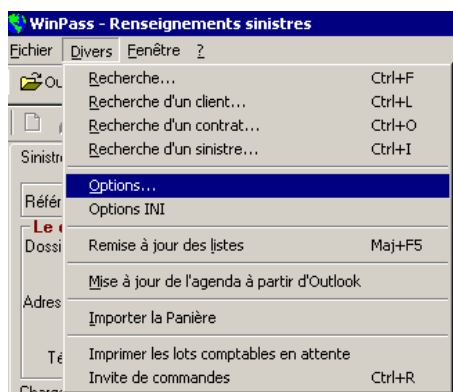 WinPass - Renseignements sinistres
Fichier Divers Fenêtre ?
Recherche... Ctrl+F
Recherche d'un client... Ctrl+L
Recherche d'un contrat... Ctrl+O
Recherche d'un sinistre... Ctrl+I
Options...
Options INI
Remise à jour des listes Maj+F5
Mise à jour de l'agenda à partir d'Outlook
Importer la Panière
Imprimer les lots comptables en attente
Invite de commandes Ctrl+R